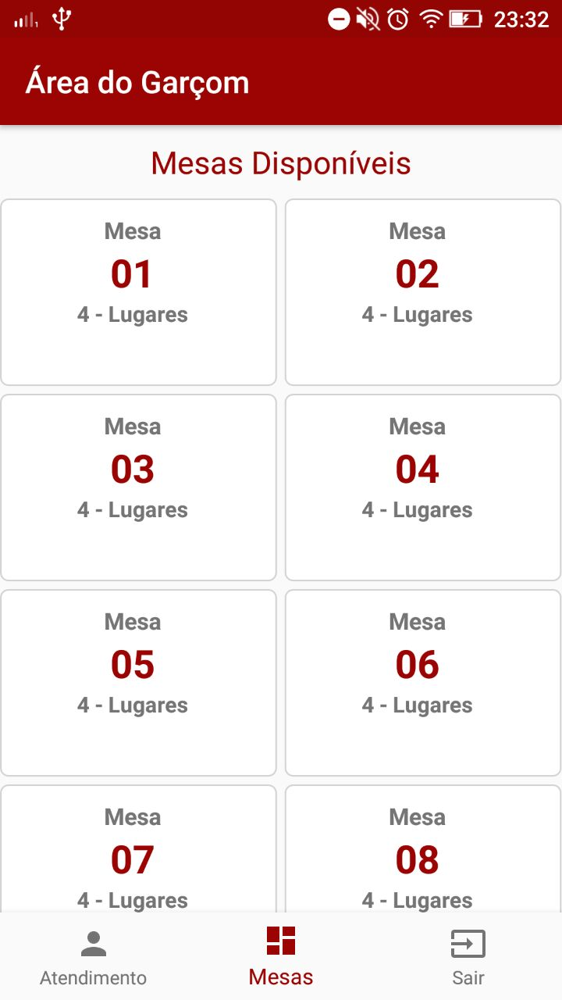 23:32
Área do Garçom
Mesas Disponíveis
Mesa
01
4 - Lugares
Mesa
02
4 - Lugares
Mesa
03
4 - Lugares
Mesa
04
4 - Lugares
Mesa
05
4 - Lugares
Mesa
06
4 - Lugares
Mesa
07
4 - Lugares
Mesa
08
4 - Lugares
Atendimento
Mesas
Sair